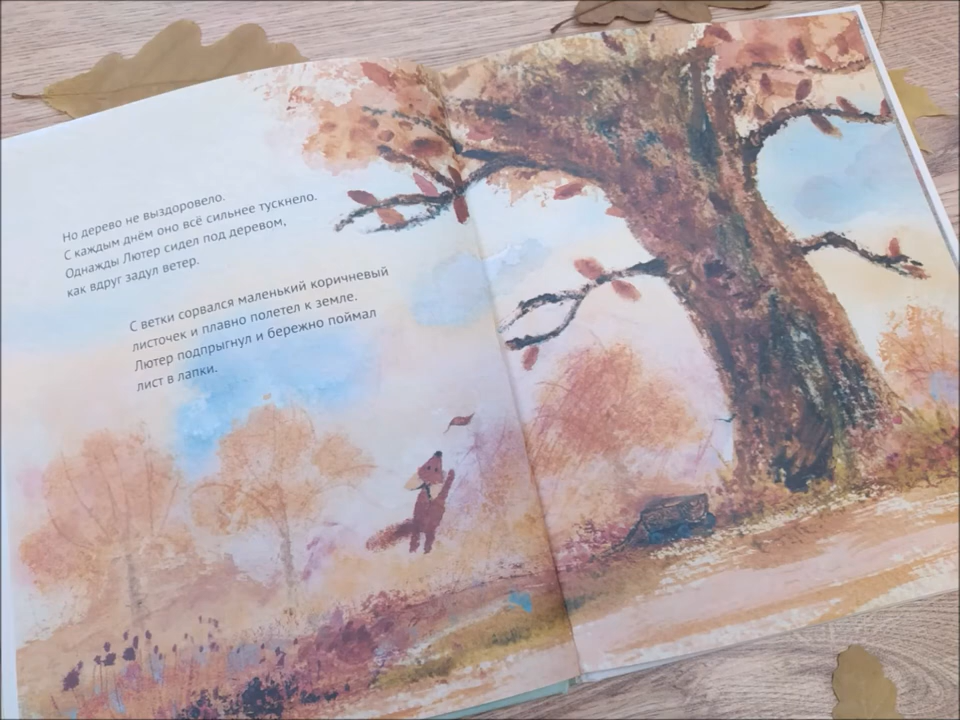 Но дерево не выздоровело.
С каждым днём оно всё сильнее тускнело.
Однажды Лютер сидел под деревом,
как вдруг задул ветер.
С ветки сорвался маленький коричневый
листочек и плавно полетел к земле.
Лютер подпрыгнул и бережно поймал
лист в лапки.